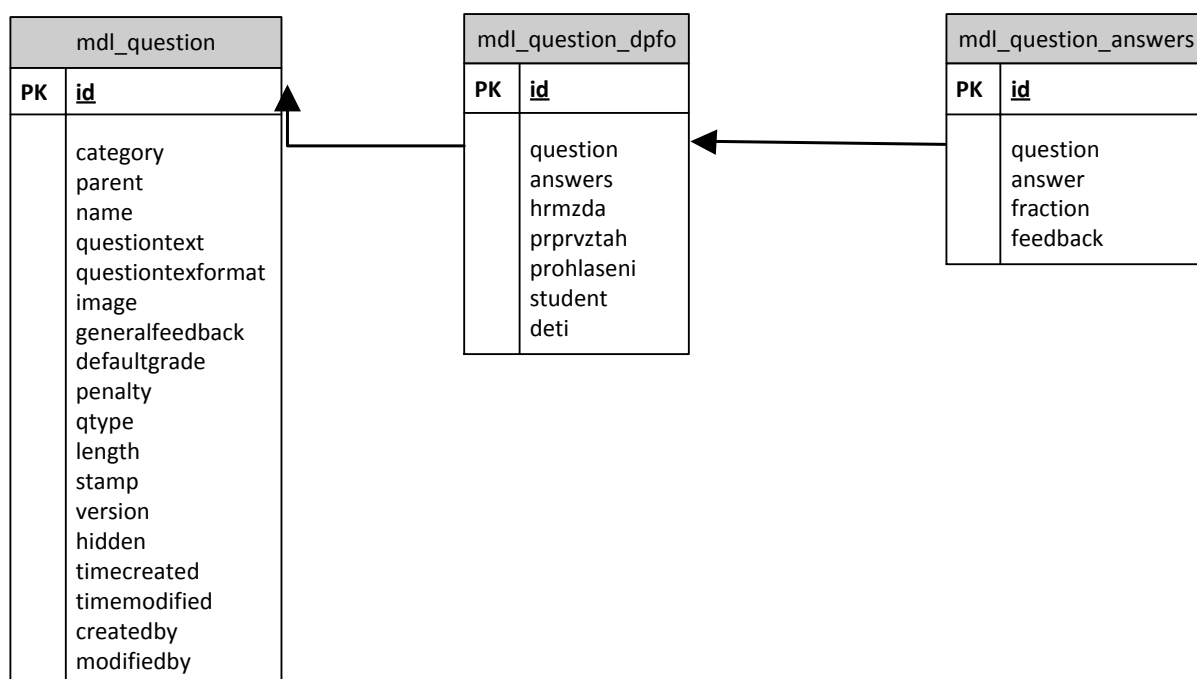 mdl_question
PK id
category
parent
name
questiontext
questiontexformat
image
generalfeedback
defaultgrade
penalty
qtype
length
stamp
version
hidden
timecreated
timemodified
createdby
modifiedby
mdl_question_dpfo
PK id
question
answers
hrmzda
prprvztah
prohlaseni
student
deti
mdl_question_answers
PK id
question
answer
fraction
feedback